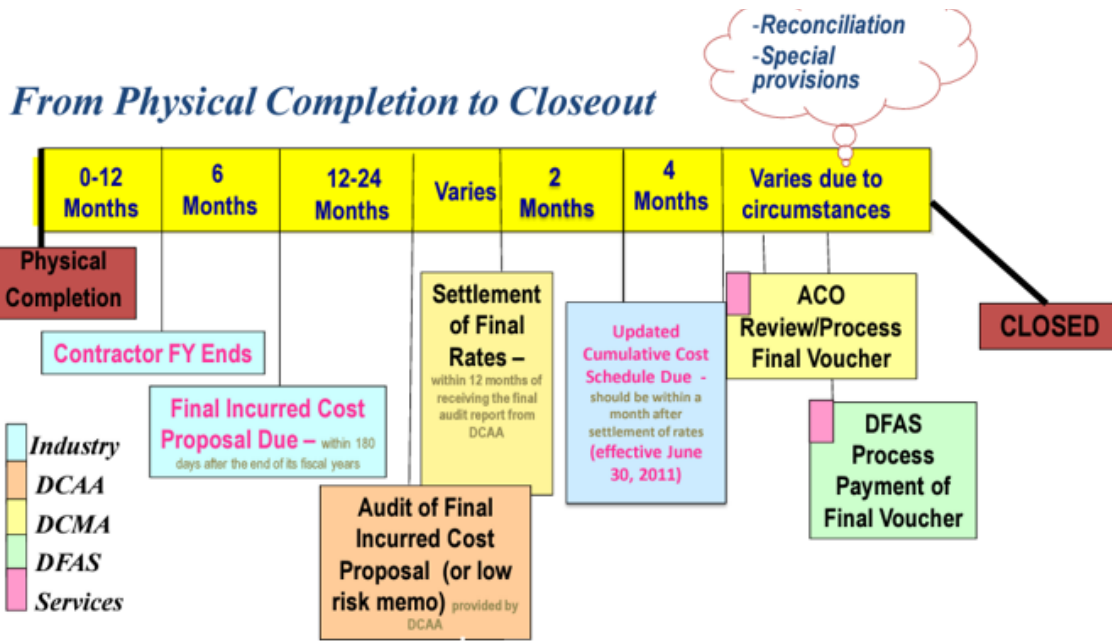 -Reconciliation
-Special
provisions
From Physical Completion to Closeout
0-12
Months
6
Months
12-24
Months
Varies
2
Months
4
Months
Varies due to
circumstances
Physical
Completion
Contractor FY Ends
Final Incurred Cost
Proposal Due – within 180
days after the end of its fiscal years
Audit of Final
Incurred Cost
Proposal (or low
risk memo) provided by
DCAA
Settlement
of Final
Rates –
within 12 months of
receiving the final
audit report from
DCAA
Updated
Cumulative Cost
Schedule Due -
should be within a
month after
settlement of rates
(effective June
30, 2011)
ACO
Review/Process
Final Voucher
DFAS
Process
Payment of
Final Voucher
CLOSED
Industry
DCAA
DCMA
DFAS
Services